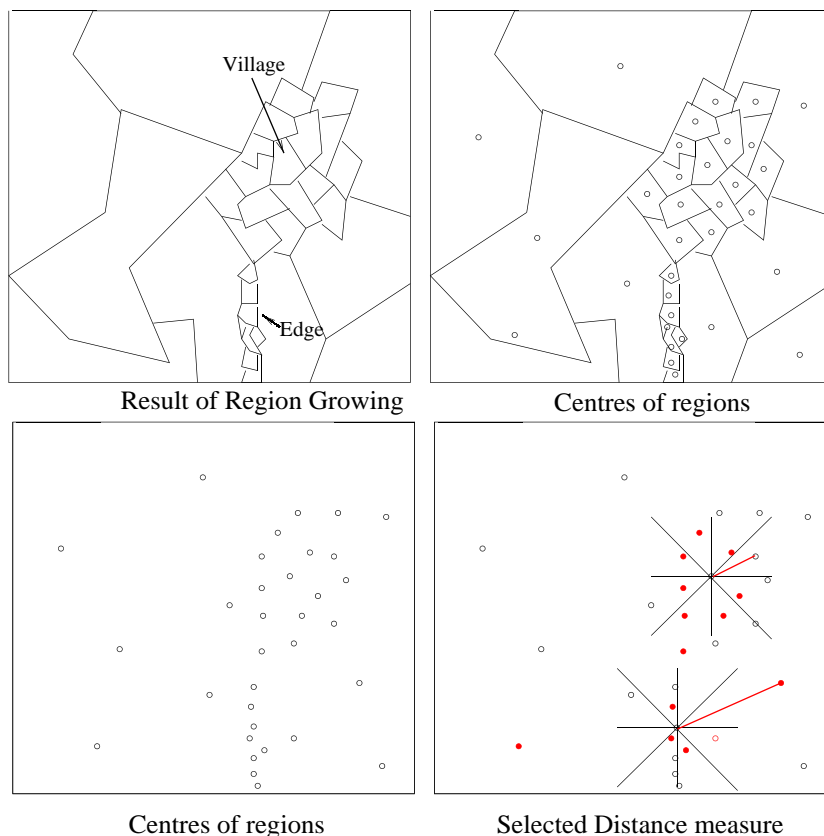 Village
Edge
Result of Region Growing
Centres of regions
Centres of regions
Selected Distance measure